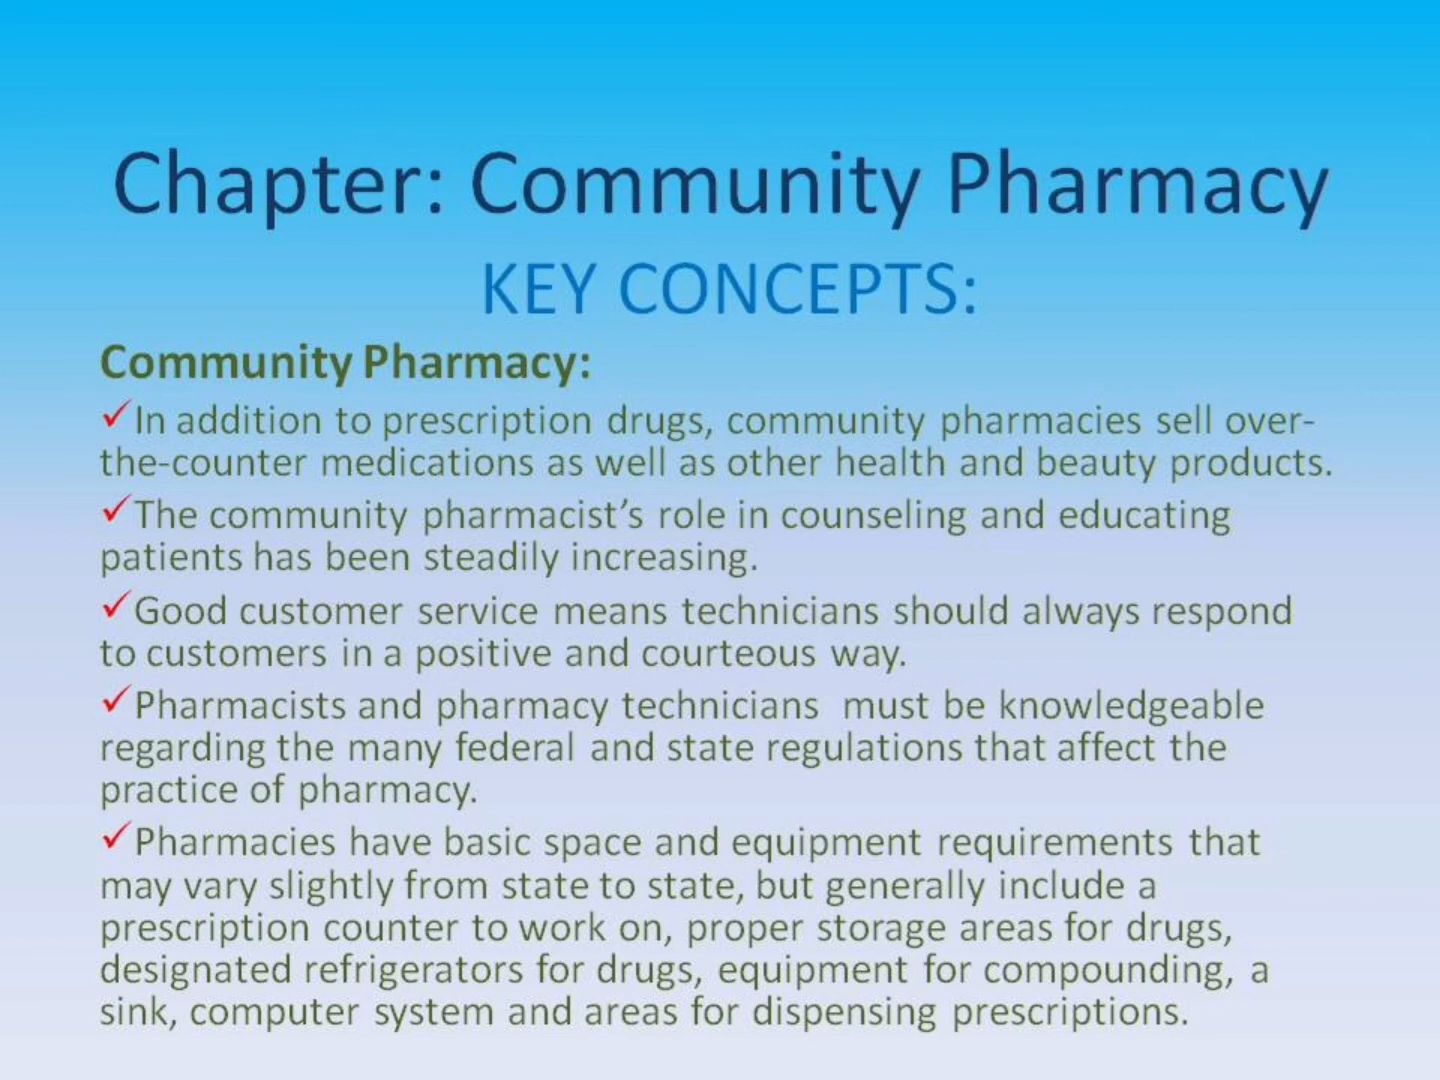 Chapter: Community Pharmacy
KEY CONCEPTS:
Community Pharmacy:
✓In addition to prescription drugs, community pharmacies sell over-
the-counter medications as well as other health and beauty products.
✓The community pharmacist’s role in counseling and educating
patients has been steadily increasing.
✓Good customer service means technicians should always respond
to customers in a positive and courteous way.
✓Pharmacists and pharmacy technicians must be knowledgeable
regarding the many federal and state regulations that affect the
practice of pharmacy.
✓Pharmacies have basic space and equipment requirements that
may vary slightly from state to state, but generally include a
prescription counter to work on, proper storage areas for drugs,
designated refrigerators for drugs, equipment for compounding, a
sink, computer system and areas for dispensing prescriptions.